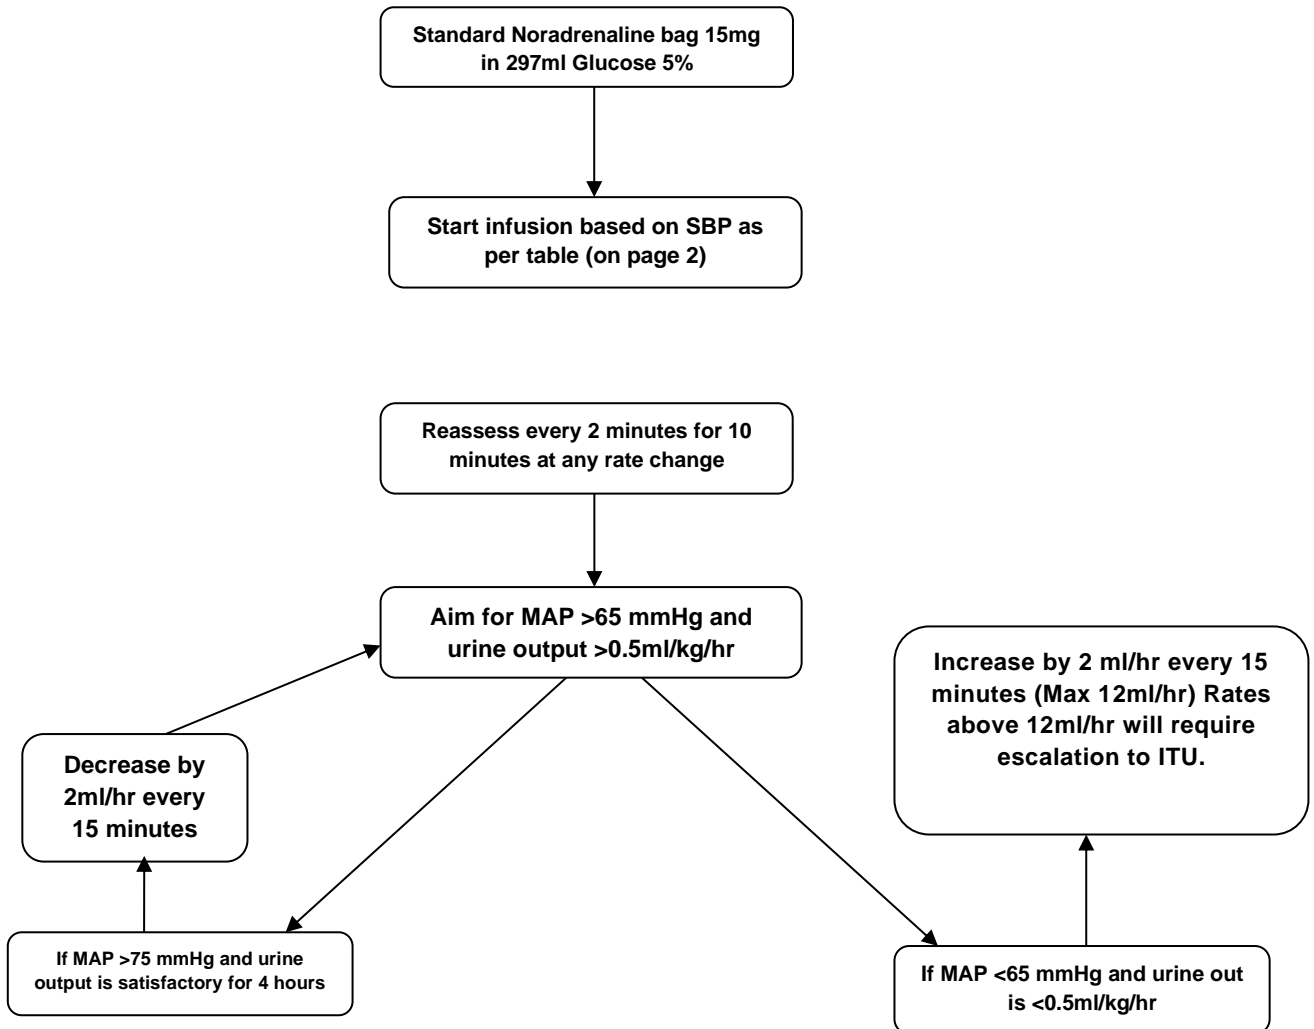 Standard Noradrenaline bag 15mg
in 297ml Glucose 5%
Start infusion based on SBP as
per table (on page 2)
Reassess every 2 minutes for 10
minutes at any rate change
Aim for MAP >65 mmHg and
urine output >0.5ml/kg/hr
Increase by 2 ml/hr every 15
minutes (Max 12ml/hr) Rates
above 12ml/hr will require
escalation to ITU.
Decrease by
2ml/hr every
15 minutes
If MAP >75 mmHg and urine
output is satisfactory for 4 hours
If MAP <65 mmHg and urine out
is <0.5ml/kg/hr